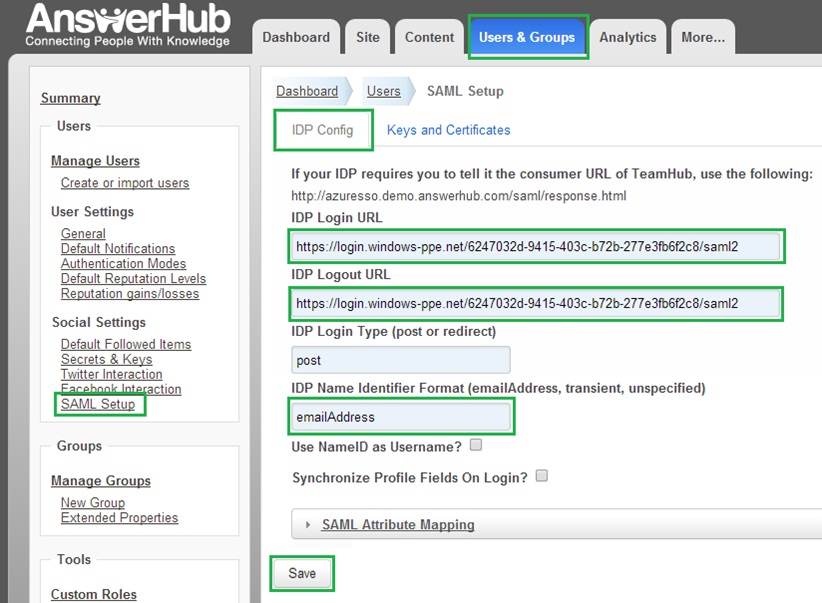 AnswerHub
Connecting People With Knowledge
Dashboard
Site
Content
Users & Groups
Analytics
More...
Summary
Users
Manage Users
Create or import users
User Settings
General
Default Notifications
Authentication Modes
Default Reputation Levels
Reputation gains/losses
Social Settings
Default Followed Items
Secrets & Keys
Twitter Interaction
Facebook Interaction
SAML Setup
Groups
Manage Groups
New Group
Extended Properties
Tools
Custom Roles
Dashboard
Users
SAML Setup
IDP Config
Keys and Certificates
If your IDP requires you to tell it the consumer URL of TeamHub, use the following:
http://azuresso.demo.answerhub.com/saml/response.html
IDP Login URL
https://login.windows-ppe.net/6247032d-9415-403c-b72b-277e3fb6f2c8/saml2
IDP Logout URL
https://login.windows-ppe.net/6247032d-9415-403c-b72b-277e3fb6f2c8/saml2
IDP Login Type (post or redirect)
post
IDP Name Identifier Format (emailAddress, transient, unspecified)
emailAddress
Use NameID as Username?
Synchronize Profile Fields On Login?
SAML Attribute Mapping
Save